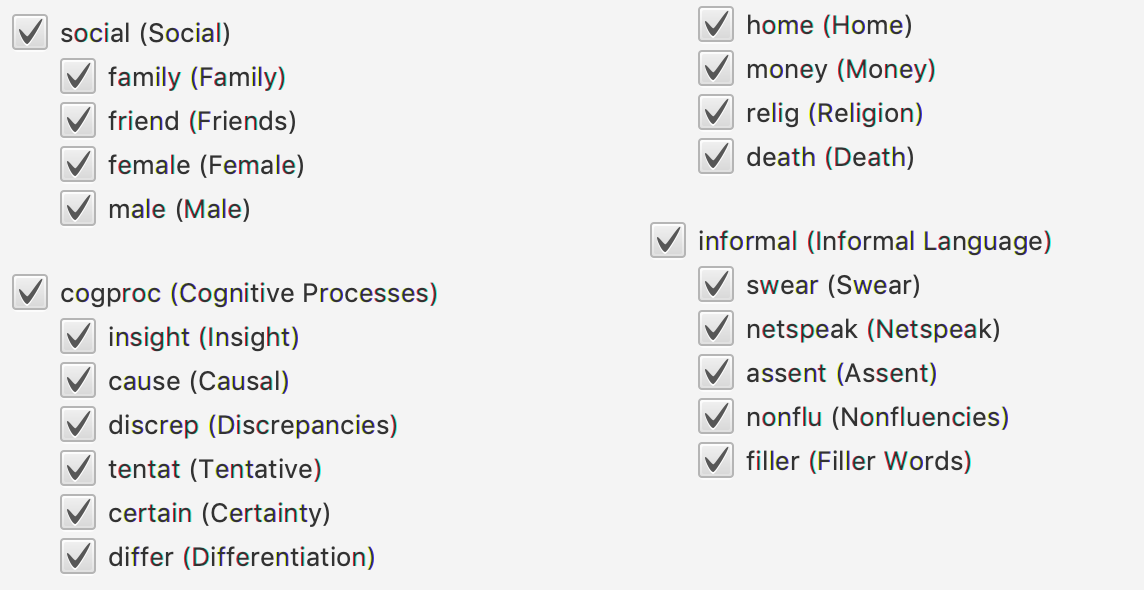 social (Social)
family (Family)
friend (Friends)
female (Female)
male (Male)
cogproc (Cognitive Processes)
insight (Insight)
cause (Causal)
discrep (Discrepancies)
tentat (Tentative)
certain (Certainty)
differ (Differentiation)
home (Home)
money (Money)
relig (Religion)
death (Death)
informal (Informal Language)
swear (Swear)
netspeak (Netspeak)
assent (Assent)
nonflu (Nonfluencies)
filler (Filler Words)